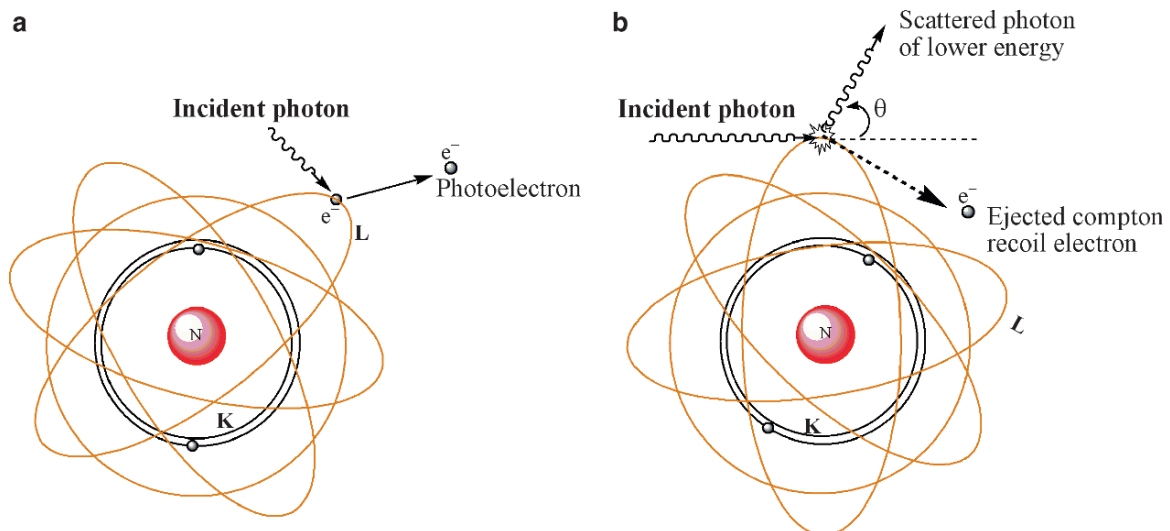 a
Incident photon
e⁻
Photoelectron
e⁻
L
N
K
b
Scattered photon
of lower energy
Incident photon
θ
e⁻
Ejected compton
recoil electron
L
N
K